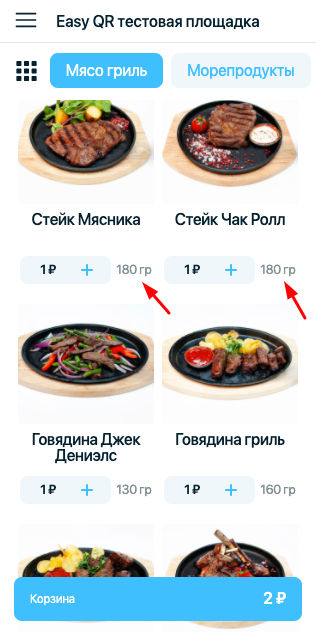 Easy QR тестовая площадка
Мясо гриль
Морепродукты
Стейк Мясника
Стейк Чак Ролл
1 ₽ + 180 гр
1 ₽ + 180 гр
Говядина Джек
Дениэлс
Говядина гриль
1 ₽ + 130 гр
1 ₽ + 160 гр
Корзина 2 ₽